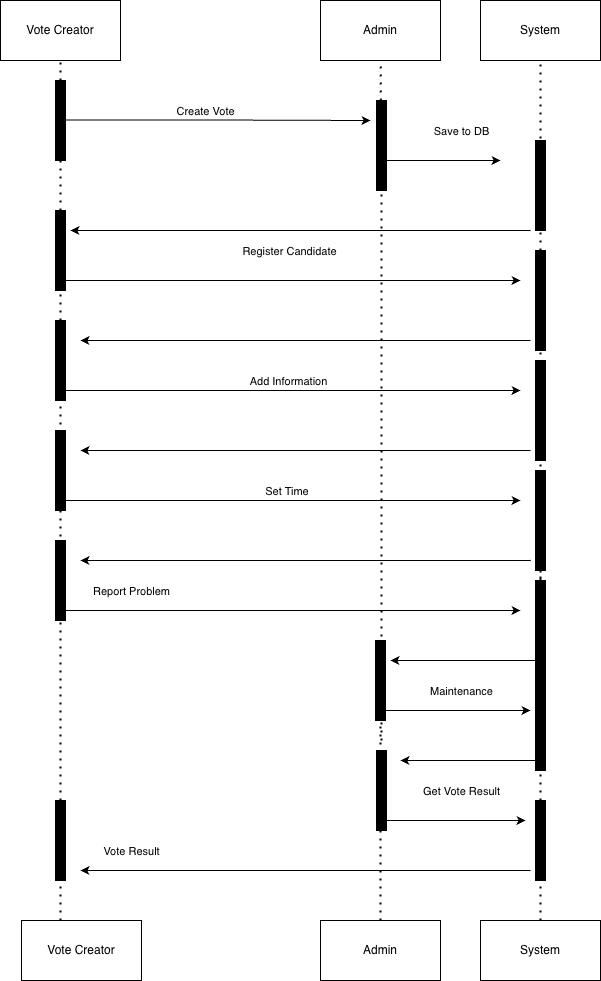 Vote Creator
Admin
System
Create Vote
Save to DB
Register Candidate
Add Information
Set Time
Report Problem
Maintenance
Get Vote Result
Vote Result
Vote Creator
Admin
System